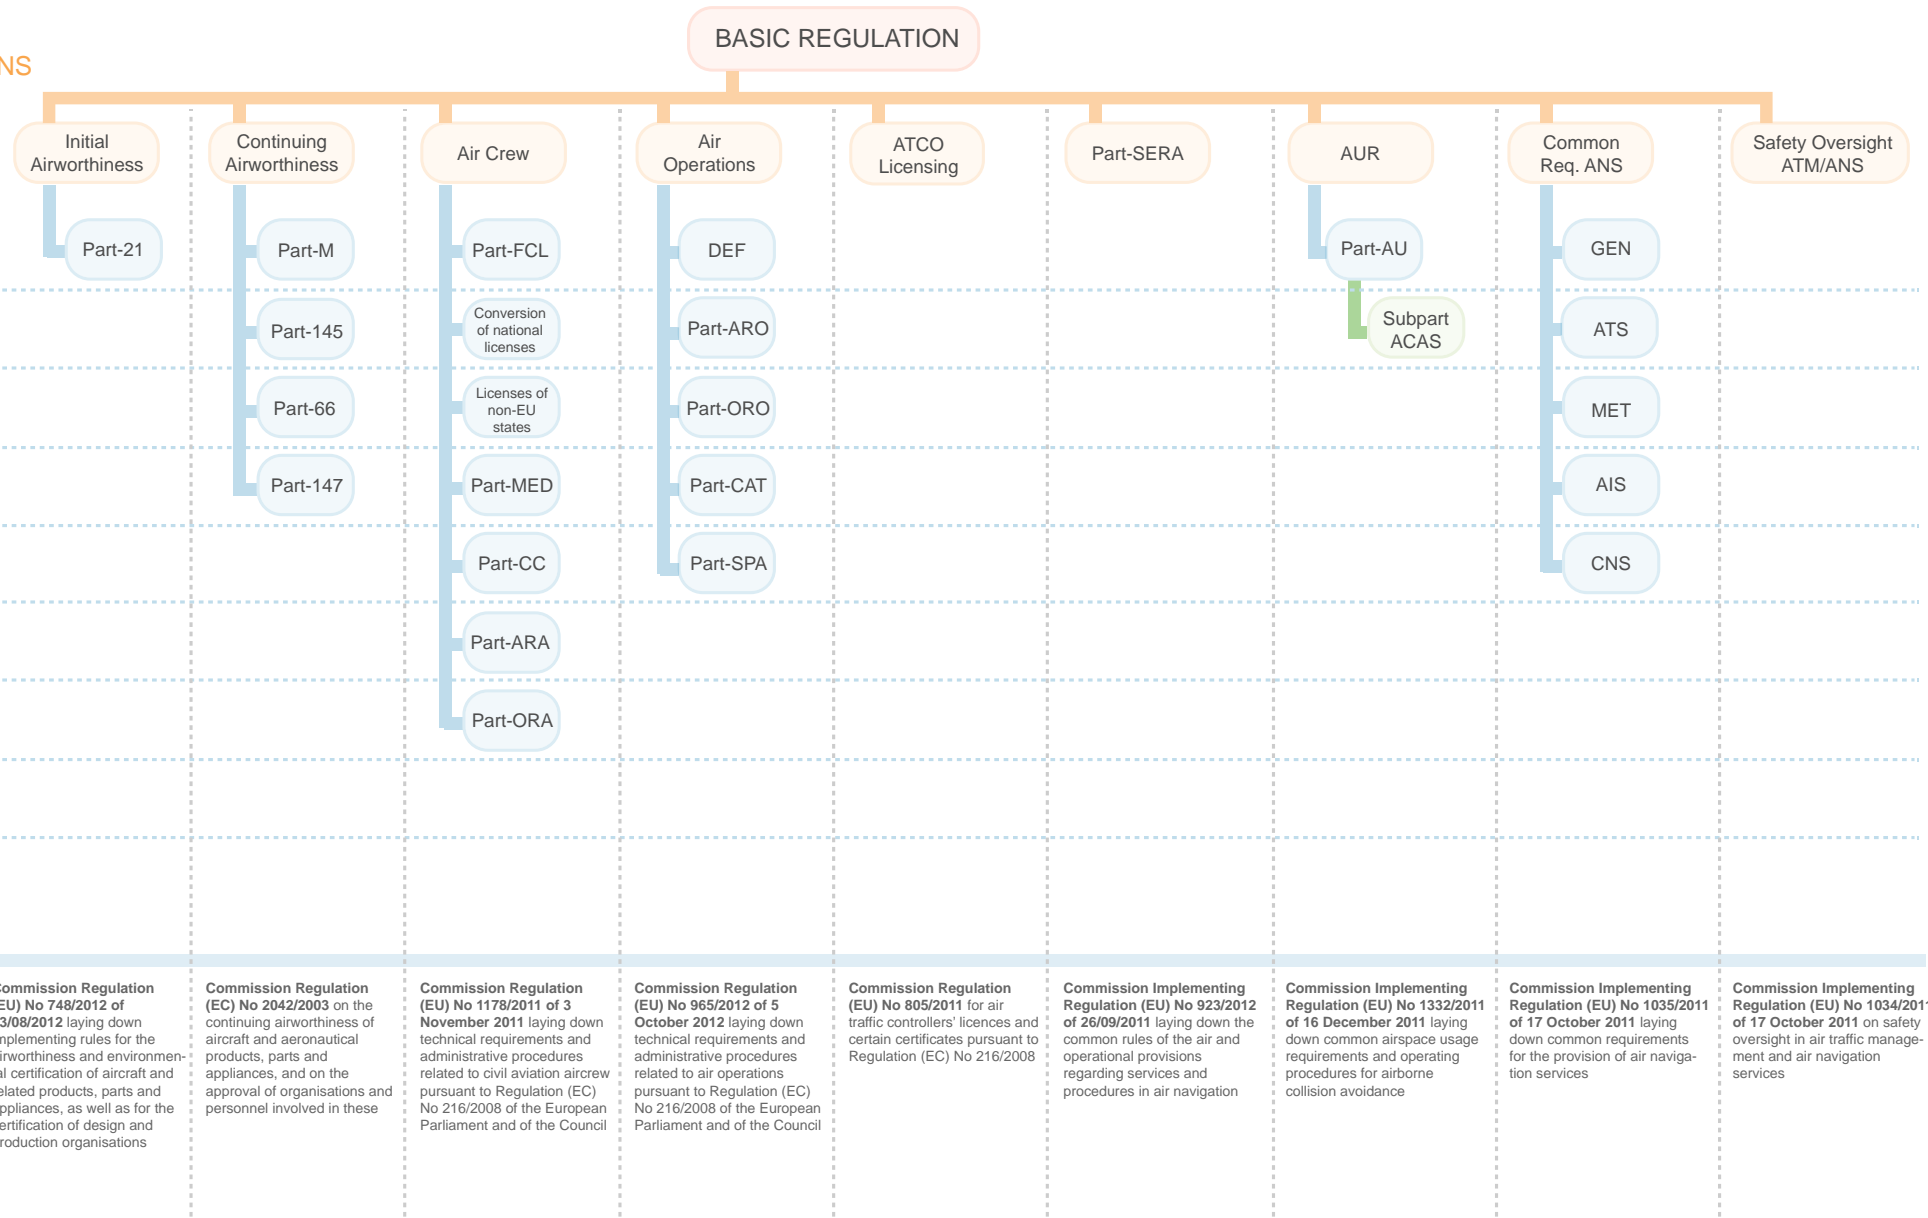 BASIC REGULATION
NS
Initial
Airworthiness
Continuing
Airworthiness
Air Crew
Air
Operations
ATCO
Licensing
Part-SERA
AUR
Common
Req. ANS
Safety Oversight
ATM/ANS
Part-21
Part-M
Part-145
Part-66
Part-147
Part-FCL
Conversion
of national
licenses
Licenses of
non-EU
states
Part-MED
Part-CC
Part-ARA
Part-ORA
DEF
Part-ARO
Part-ORO
Part-CAT
Part-SPA
Part-AU
Subpart
ACAS
GEN
ATS
MET
AIS
CNS
Commission Regulation
(EU) No 748/2012 of
3/08/2012 laying down
implementing rules for the
airworthiness and environmen-
al certification of aircraft and
related products, parts and
appliances, as well as for the
certification of design and
production organisations
Commission Regulation
(EC) No 2042/2003 on the
continuing airworthiness of
aircraft and aeronautical
products, parts and
appliances, and on the
approval of organisations and
personnel involved in these
Commission Regulation
(EU) No 1178/2011 of 3
November 2011 laying down
technical requirements and
administrative procedures
related to civil aviation aircrew
pursuant to Regulation (EC)
No 216/2008 of the European
Parliament and of the Council
Commission Regulation
(EU) No 965/2012 of 5
October 2012 laying down
technical requirements and
administrative procedures
related to air operations
pursuant to Regulation (EC)
No 216/2008 of the European
Parliament and of the Council
Commission Regulation
(EU) No 805/2011 for air
traffic controllers' licences and
certain certificates pursuant to
Regulation (EC) No 216/2008
Commission Implementing
Regulation (EU) No 923/2012
of 26/09/2011 laying down the
common rules of the air and
operational provisions
regarding services and
procedures in air navigation
Commission Implementing
Regulation (EU) No 1332/2011
of 16 December 2011 laying
down common airspace usage
requirements and operating
procedures for airborne
collision avoidance
Commission Implementing
Regulation (EU) No 1035/2011
of 17 October 2011 laying
down common requirements
for the provision of air naviga-
tion services
Commission Implementing
Regulation (EU) No 1034/2011
of 17 October 2011 on safety
oversight in air traffic manage-
ment and air navigation
services